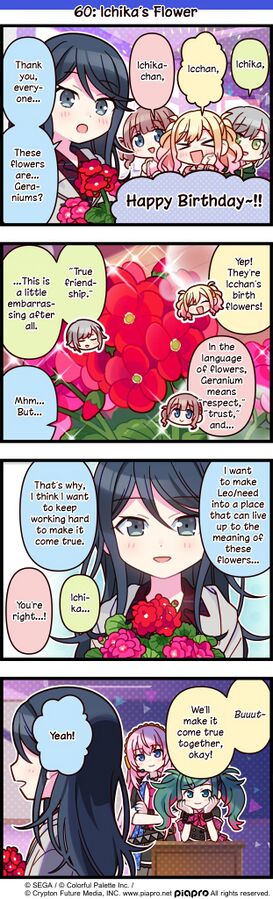 60: Ichika's Flower
Ichika,
Icchan,
Ichika-
chan,
Happy Birthday~!!
Thank
you,
every-
one...
These
flowers
are...
Gera-
niums?
Yep!
They're
Icchan's
birth
flowers!
In the
language
of flowers,
Geranium
means
"respect,"
"trust,"
and...
"True
friend-
ship."
...This is
a little
embarras-
sing after
all.
Mhm...
But...
I want
to make
Leo/need
into a place
that can live
up to the
meaning of
these
flowers...
That's why,
I think I want
to keep
working hard
to make it
come true.
Ichi-
ka...
You're
right...!
Buuut-
We'll
make it
come true
together,
okay!
Yeah!
© SEGA / © Colorful Palette Inc. /
© Crypton Future Media, INC. www.piapro.net piapro All rights reserved.